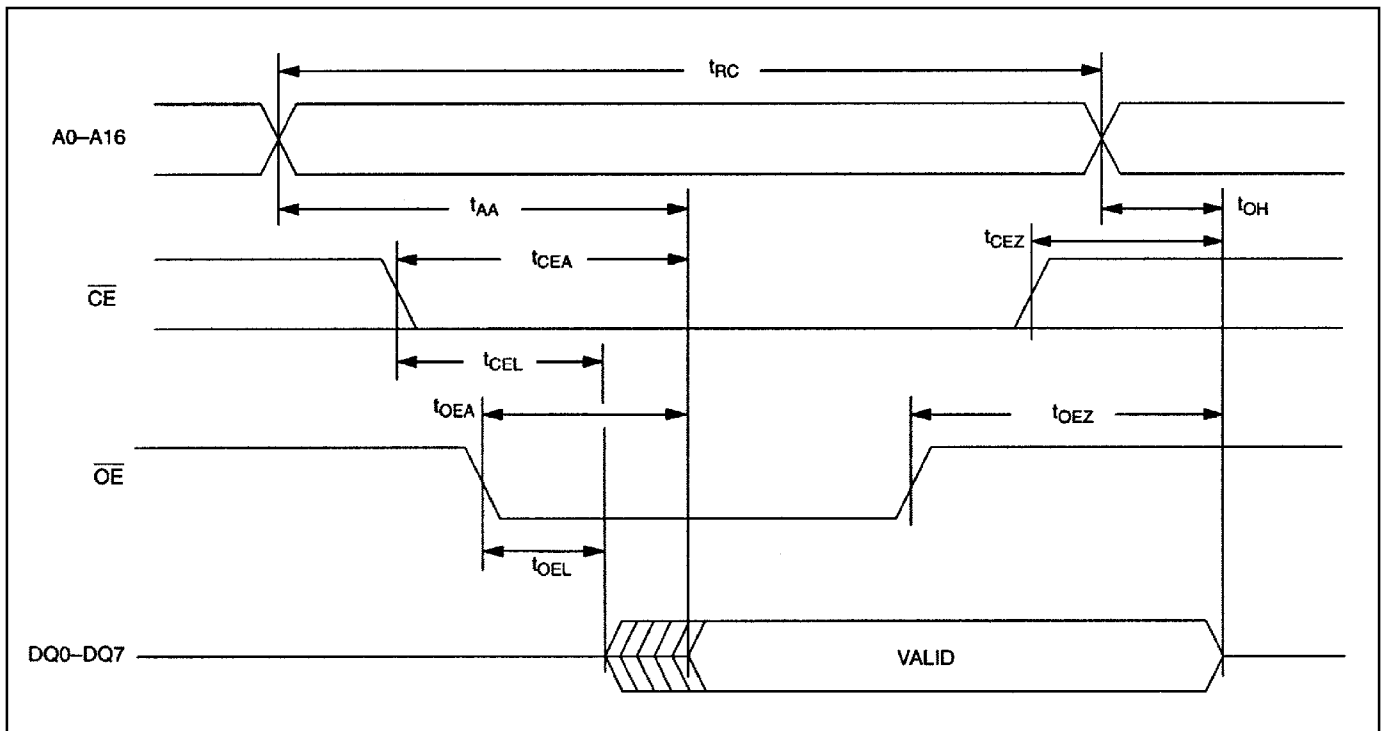 tRC
A0–A16
tAA
tOH
tCEZ
tCEA
CE
tCEL
tOEA
tOEZ
OE
tOEL
DQ0–DQ7
VALID